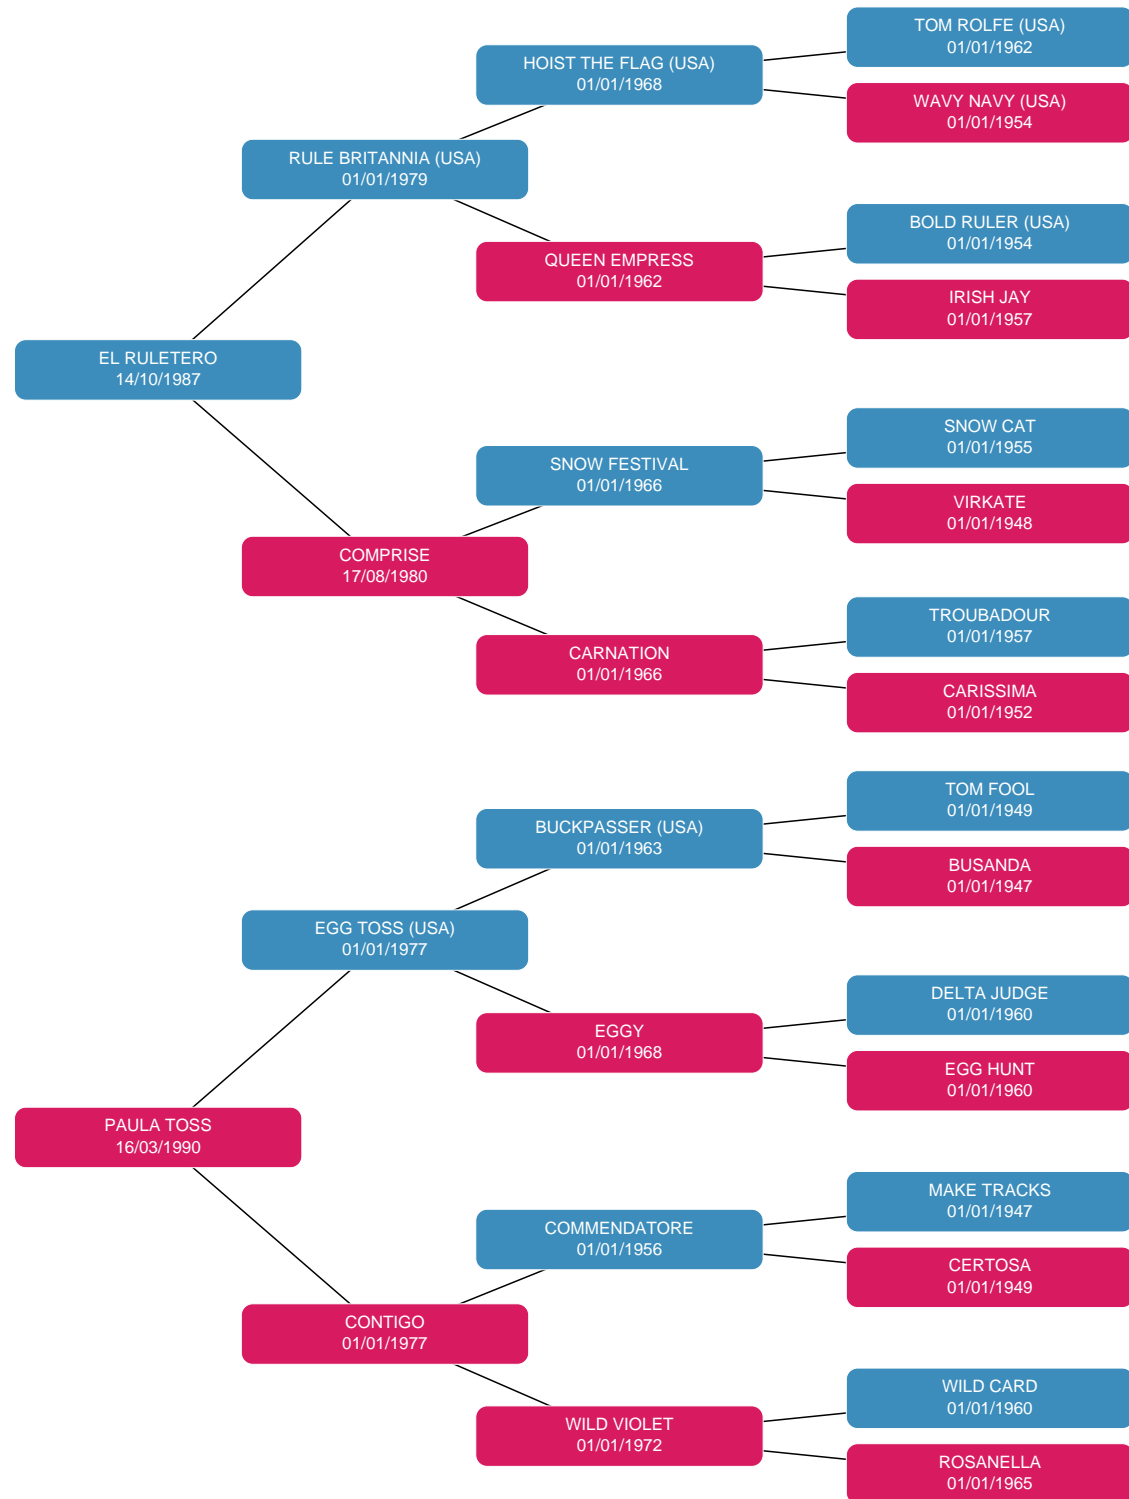 TOM ROLFE (USA)
01/01/1962
HOIST THE FLAG (USA)
01/01/1968
WAVY NAVY (USA)
01/01/1954
RULE BRITANNIA (USA)
01/01/1979
BOLD RULER (USA)
01/01/1954
QUEEN EMPRESS
01/01/1962
IRISH JAY
01/01/1957
EL RULETERO
14/10/1987
SNOW CAT
01/01/1955
SNOW FESTIVAL
01/01/1966
VIRKATE
01/01/1948
COMPRISE
17/08/1980
TROUBADOUR
01/01/1957
CARNATION
01/01/1966
CARISSIMA
01/01/1952
TOM FOOL
01/01/1949
BUCKPASSER (USA)
01/01/1963
BUSANDA
01/01/1947
EGG TOSS (USA)
01/01/1977
DELTA JUDGE
01/01/1960
EGGY
01/01/1968
EGG HUNT
01/01/1960
PAULA TOSS
16/03/1990
MAKE TRACKS
01/01/1947
COMMENDATORE
01/01/1956
CERTOSA
01/01/1949
CONTIGO
01/01/1977
WILD CARD
01/01/1960
WILD VIOLET
01/01/1972
ROSANELLA
01/01/1965